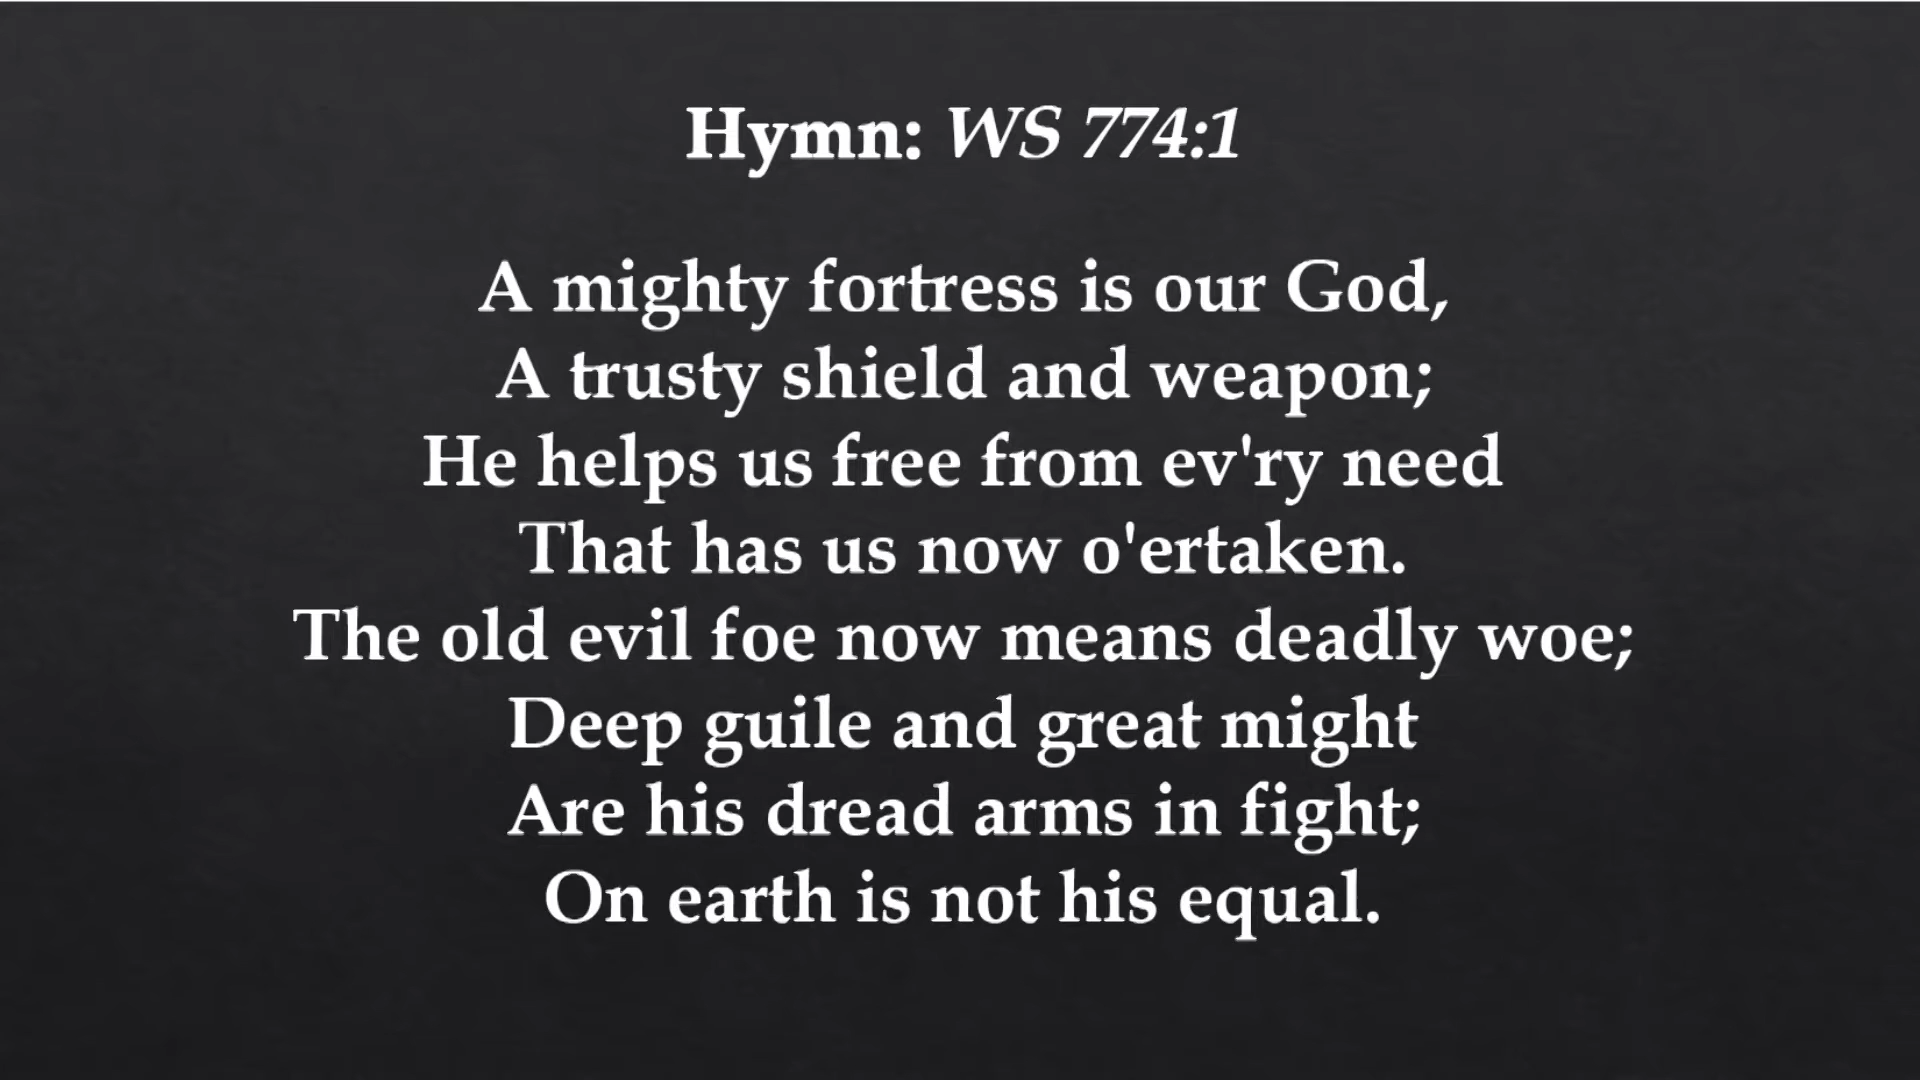 Hymn: WS 774:1
A mighty fortress is our God,
A trusty shield and weapon;
He helps us free from ev'ry need
That has us now o'ertaken.
The old evil foe now means deadly woe;
Deep guile and great might
Are his dread arms in fight;
On earth is not his equal.